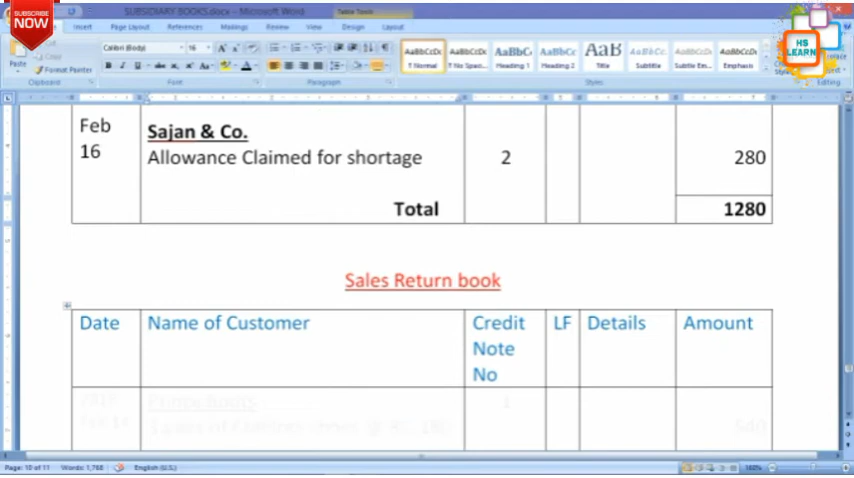 SUBSCRIBE
NOW
SUBSIDIARY BOOKS.docx - Microsoft Word
Table Tools
Insert Page Layout References Mailings Review View Design Layout
HS
LEARN
Calibri (Body) 16
Paste
Format Painter
AaBbCcDc AaBbCcDc AaBbC AaBbCc AaB AaBbCc AaBbCcDc AaBbCcDc
¶ Normal ¶ No Spaci... Heading 1 Heading 2 Title Subtitle Subtle Em... Emphasis
Clipboard Font Paragraph Styles Editing
Feb
16
Sajan & Co.
Allowance Claimed for shortage 2 280
Total 1280
Sales Return book
Date Name of Customer Credit Note No LF Details Amount
1
Page: 10 of 11 Words: 1,768 English (U.S.)